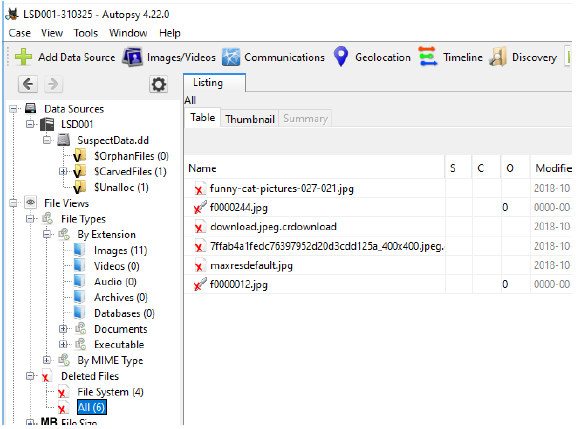 LSD001-310325 - Autopsy 4.22.0
Case View Tools Window Help
Add Data Source Images/Videos Communications Geolocation Timeline Discovery
Listing
All
Table Thumbnail Summary
Name S C O Modifie
funny-cat-pictures-027-021.jpg 2018-10
f0000244.jpg 0 0000-00
download.jpeg.crdownload 2018-10
7ffab4a1fedc76397952d20d3cdd125a_400x400.jpeg. 2018-10
maxresdefault.jpg 2018-10
f0000012.jpg 0 0000-00
Data Sources
LSD001
SuspectData.dd
$OrphanFiles (0)
$CarvedFiles (1)
$Unalloc (1)
File Views
File Types
By Extension
Images (11)
Videos (0)
Audio (0)
Archives (0)
Databases (0)
Documents
Executable
By MIME Type
Deleted Files
File System (4)
All (6)
MB File Size